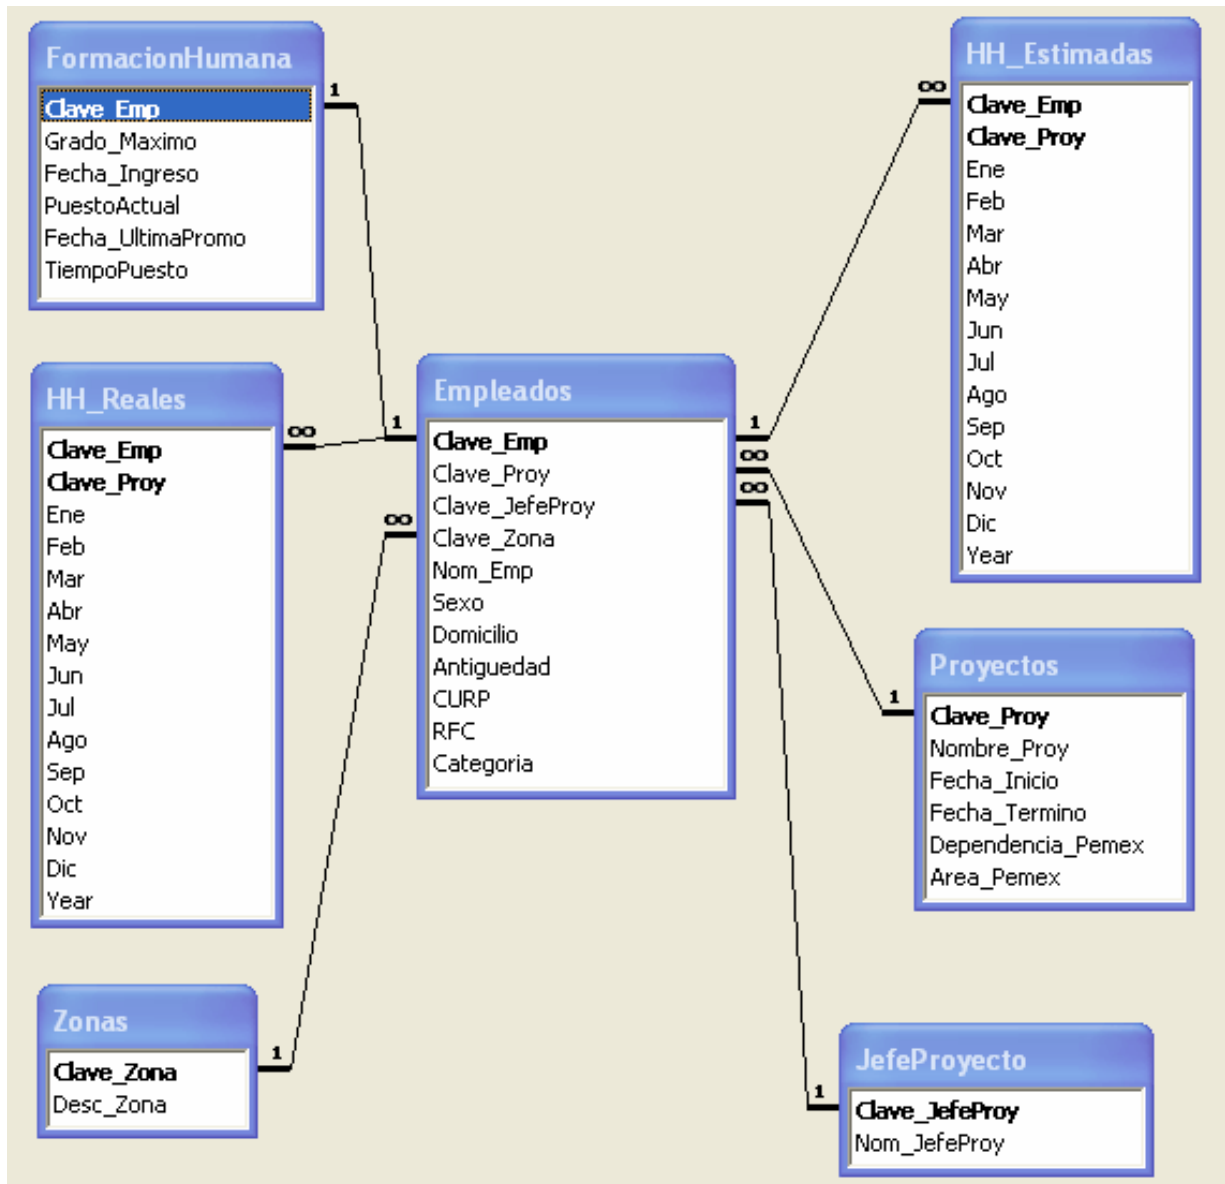 FormacionHumana
Clave_Emp
Grado_Maximo
Fecha_Ingreso
PuestoActual
Fecha_UltimaPromo
TiempoPuesto
1
HH_Reales
Clave_Emp
Clave_Proy
Ene
Feb
Mar
Abr
May
Jun
Jul
Ago
Sep
Oct
Nov
Dic
Year
∞
Zonas
Clave_Zona
Desc_Zona
1
Empleados
Clave_Emp
Clave_Proy
Clave_JefeProy
Clave_Zona
Nom_Emp
Sexo
Domicilio
Antiguedad
CURP
RFC
Categoria
1
∞
1
∞
∞
HH_Estimadas
Clave_Emp
Clave_Proy
Ene
Feb
Mar
Abr
May
Jun
Jul
Ago
Sep
Oct
Nov
Dic
Year
∞
Proyectos
Clave_Proy
Nombre_Proy
Fecha_Inicio
Fecha_Termino
Dependencia_Pemex
Area_Pemex
1
JefeProyecto
Clave_JefeProy
Nom_JefeProy
1